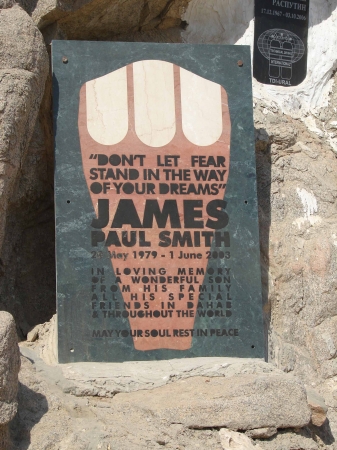 РАСПУТИН
"DON'T LET FEAR
STAND IN THE WAY
OF YOUR DREAMS"
JAMES
PAUL SMITH
May 1979 - 1 June 2003
IN LOVING MEMORY
OF A WONDERFUL SON
FROM HIS FAMILY
ALL HIS SPECIAL
FRIENDS IN DAHAB
& THROUGHOUT THE WORLD
MAY YOUR SOUL REST IN PEACE